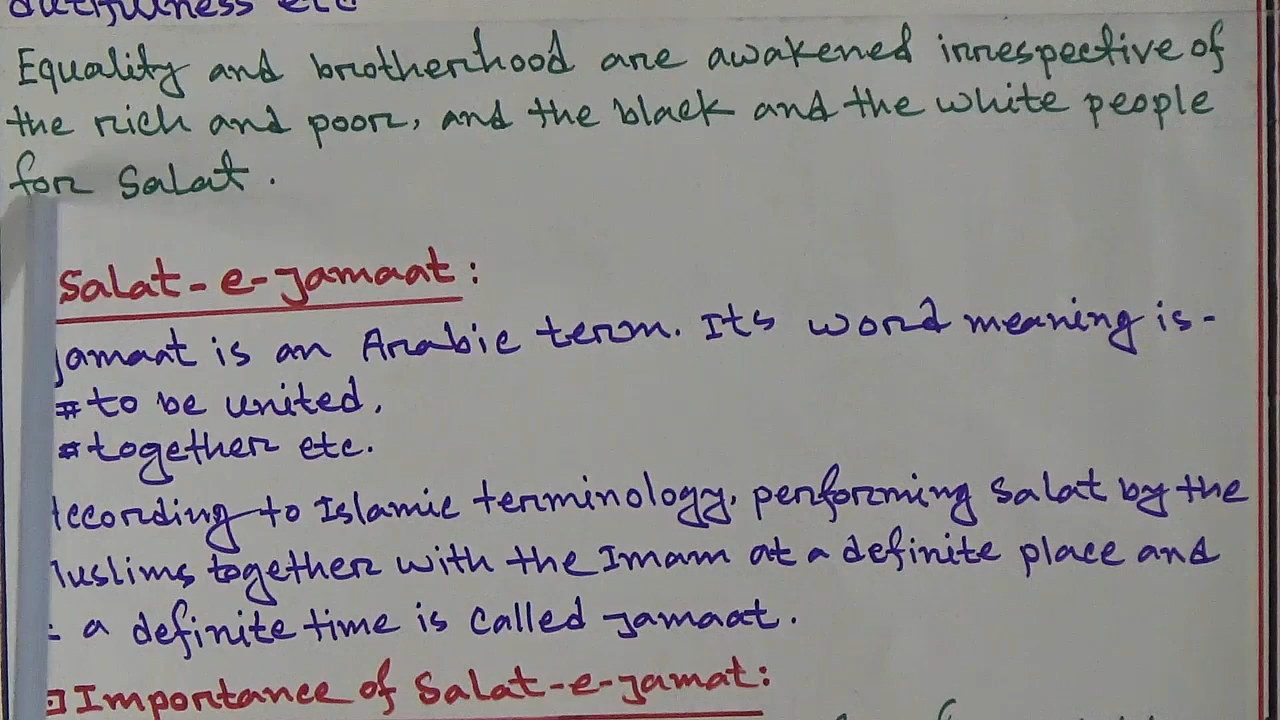 dutifulness etc
Equality and brotherhood are awakened irrespective of
the rich and poor, and the black and the white people
for Salat.
Salat-e-jamaat:
jamaat is an Arabic term. Its word meaning is-
# to be united.
# together etc.
According to Islamic terminology, performing Salat by the
Muslims together with the Imam at a definite place and
a definite time is called jamaat.
Importance of Salat-e-jamat: